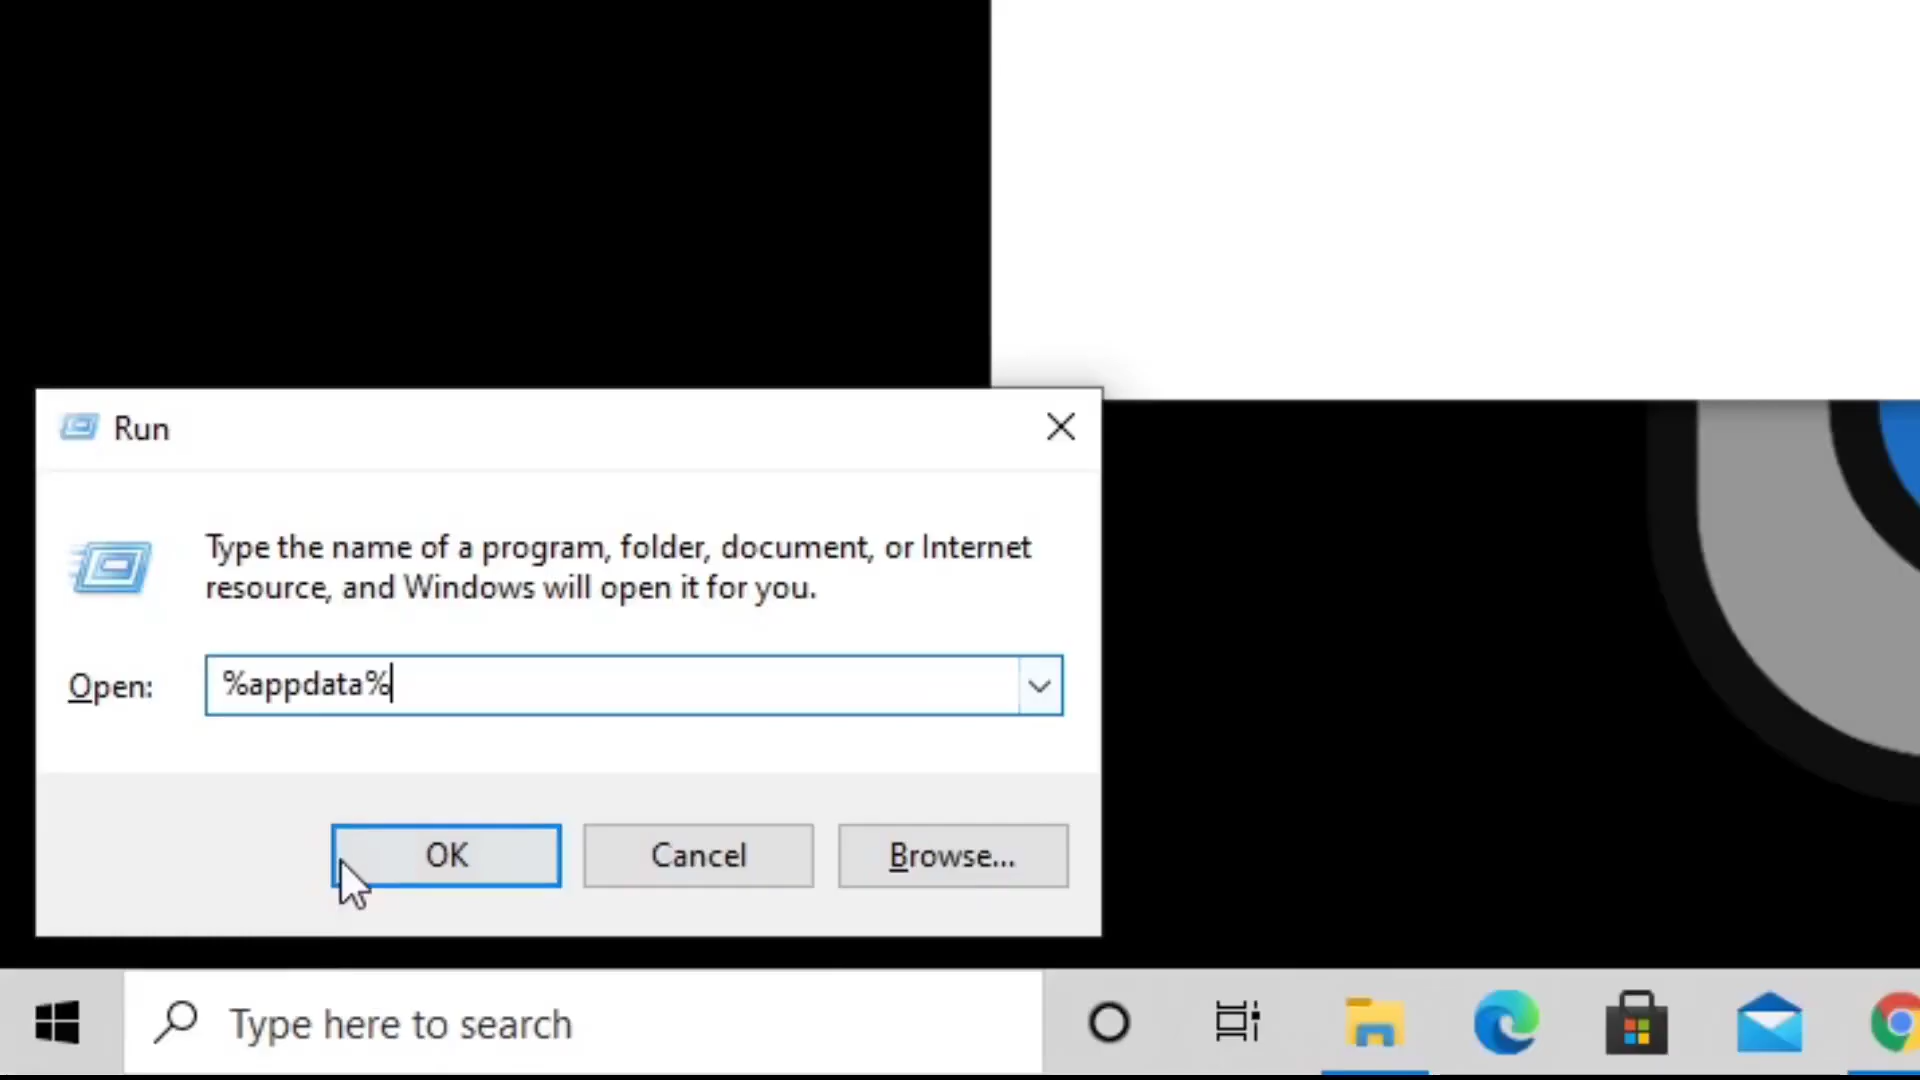 Run
Type the name of a program, folder, document, or Internet
resource, and Windows will open it for you.
Open:
%appdata%
OK
Cancel
Browse...
Type here to search